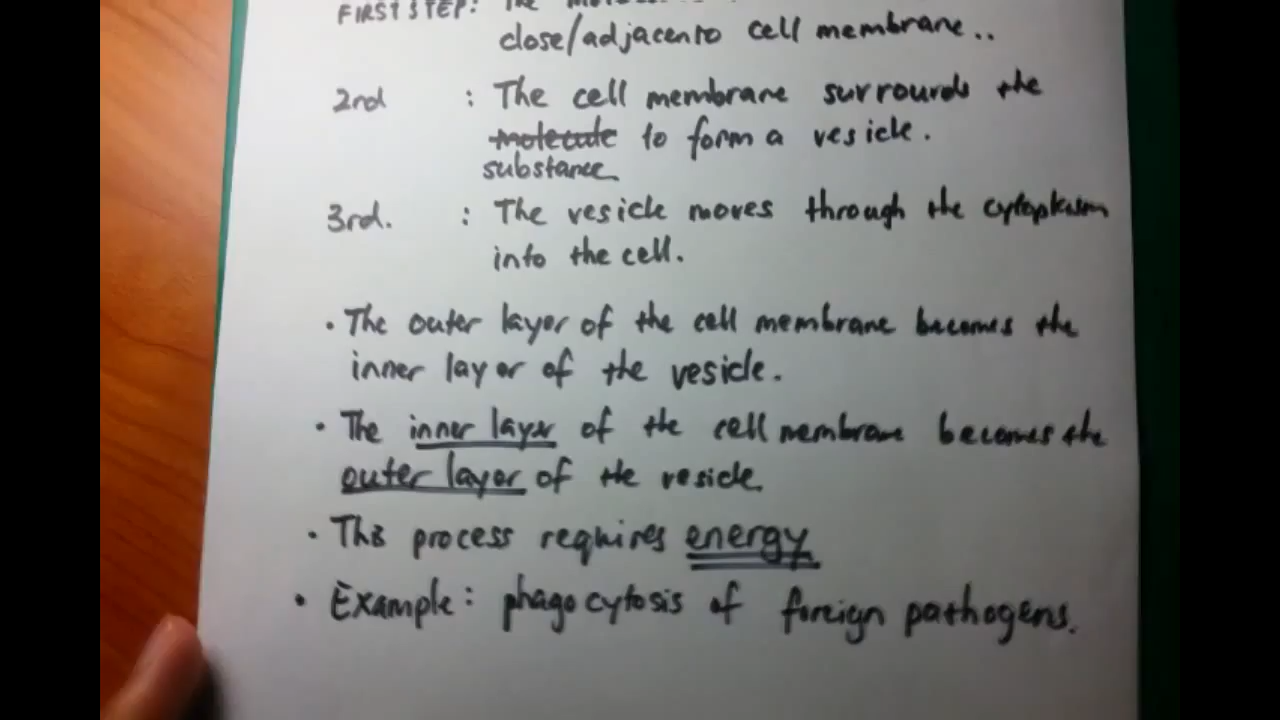 FIRST STEP: The
close/adjacent to cell membrane..
2nd : The cell membrane surrounds the
molecule to form a vesicle.
substance
3rd. : The vesicle moves through the cytoplasm
into the cell.
• The outer layer of the cell membrane becomes the
inner layer of the vesicle.
• The inner layer of the cell membrane becomes the
outer layer of the vesicle
• This process requires energy
• Example: phagocytosis of foreign pathogens.